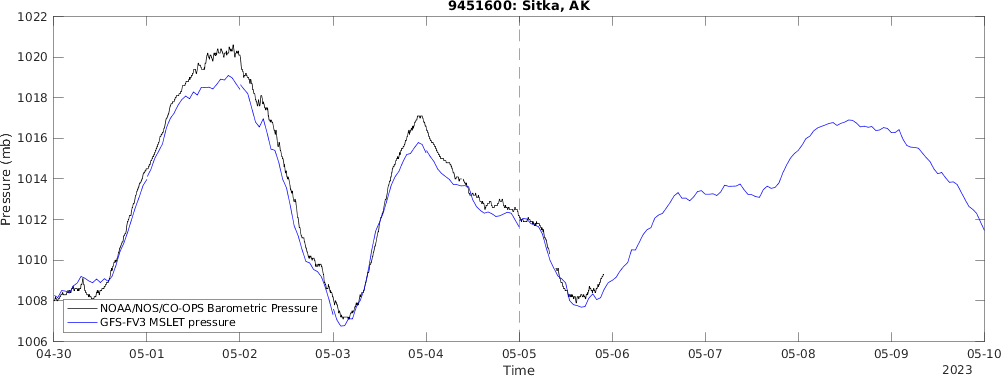 9451600: Sitka, AK
1022
1020
1018
1016
1014
1012
1010
1008
1006
Pressure (mb)
NOAA/NOS/CO-OPS Barometric Pressure
GFS-FV3 MSLET pressure
04-30 05-01 05-02 05-03 05-04 05-05 05-06 05-07 05-08 05-09 05-10
Time
2023